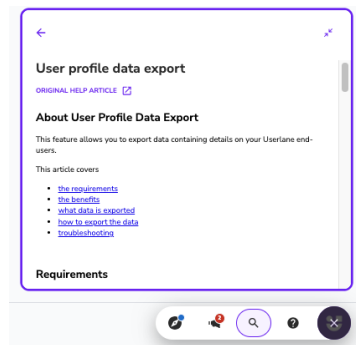 User profile data export
ORIGINAL HELP ARTICLE
About User Profile Data Export
This feature allows you to export data containing details on your Userlane end-
users.
This article covers
the requirements
the benefits
what data is exported
how to export the data
troubleshooting
Requirements
2
?